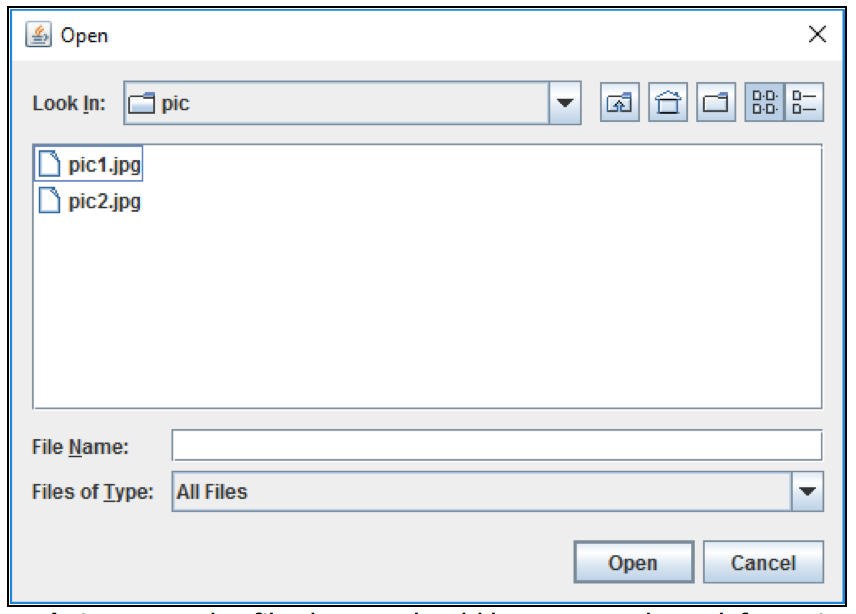 Open
Look In: pic
pic1.jpg
pic2.jpg
File Name:
Files of Type: All Files
Open Cancel